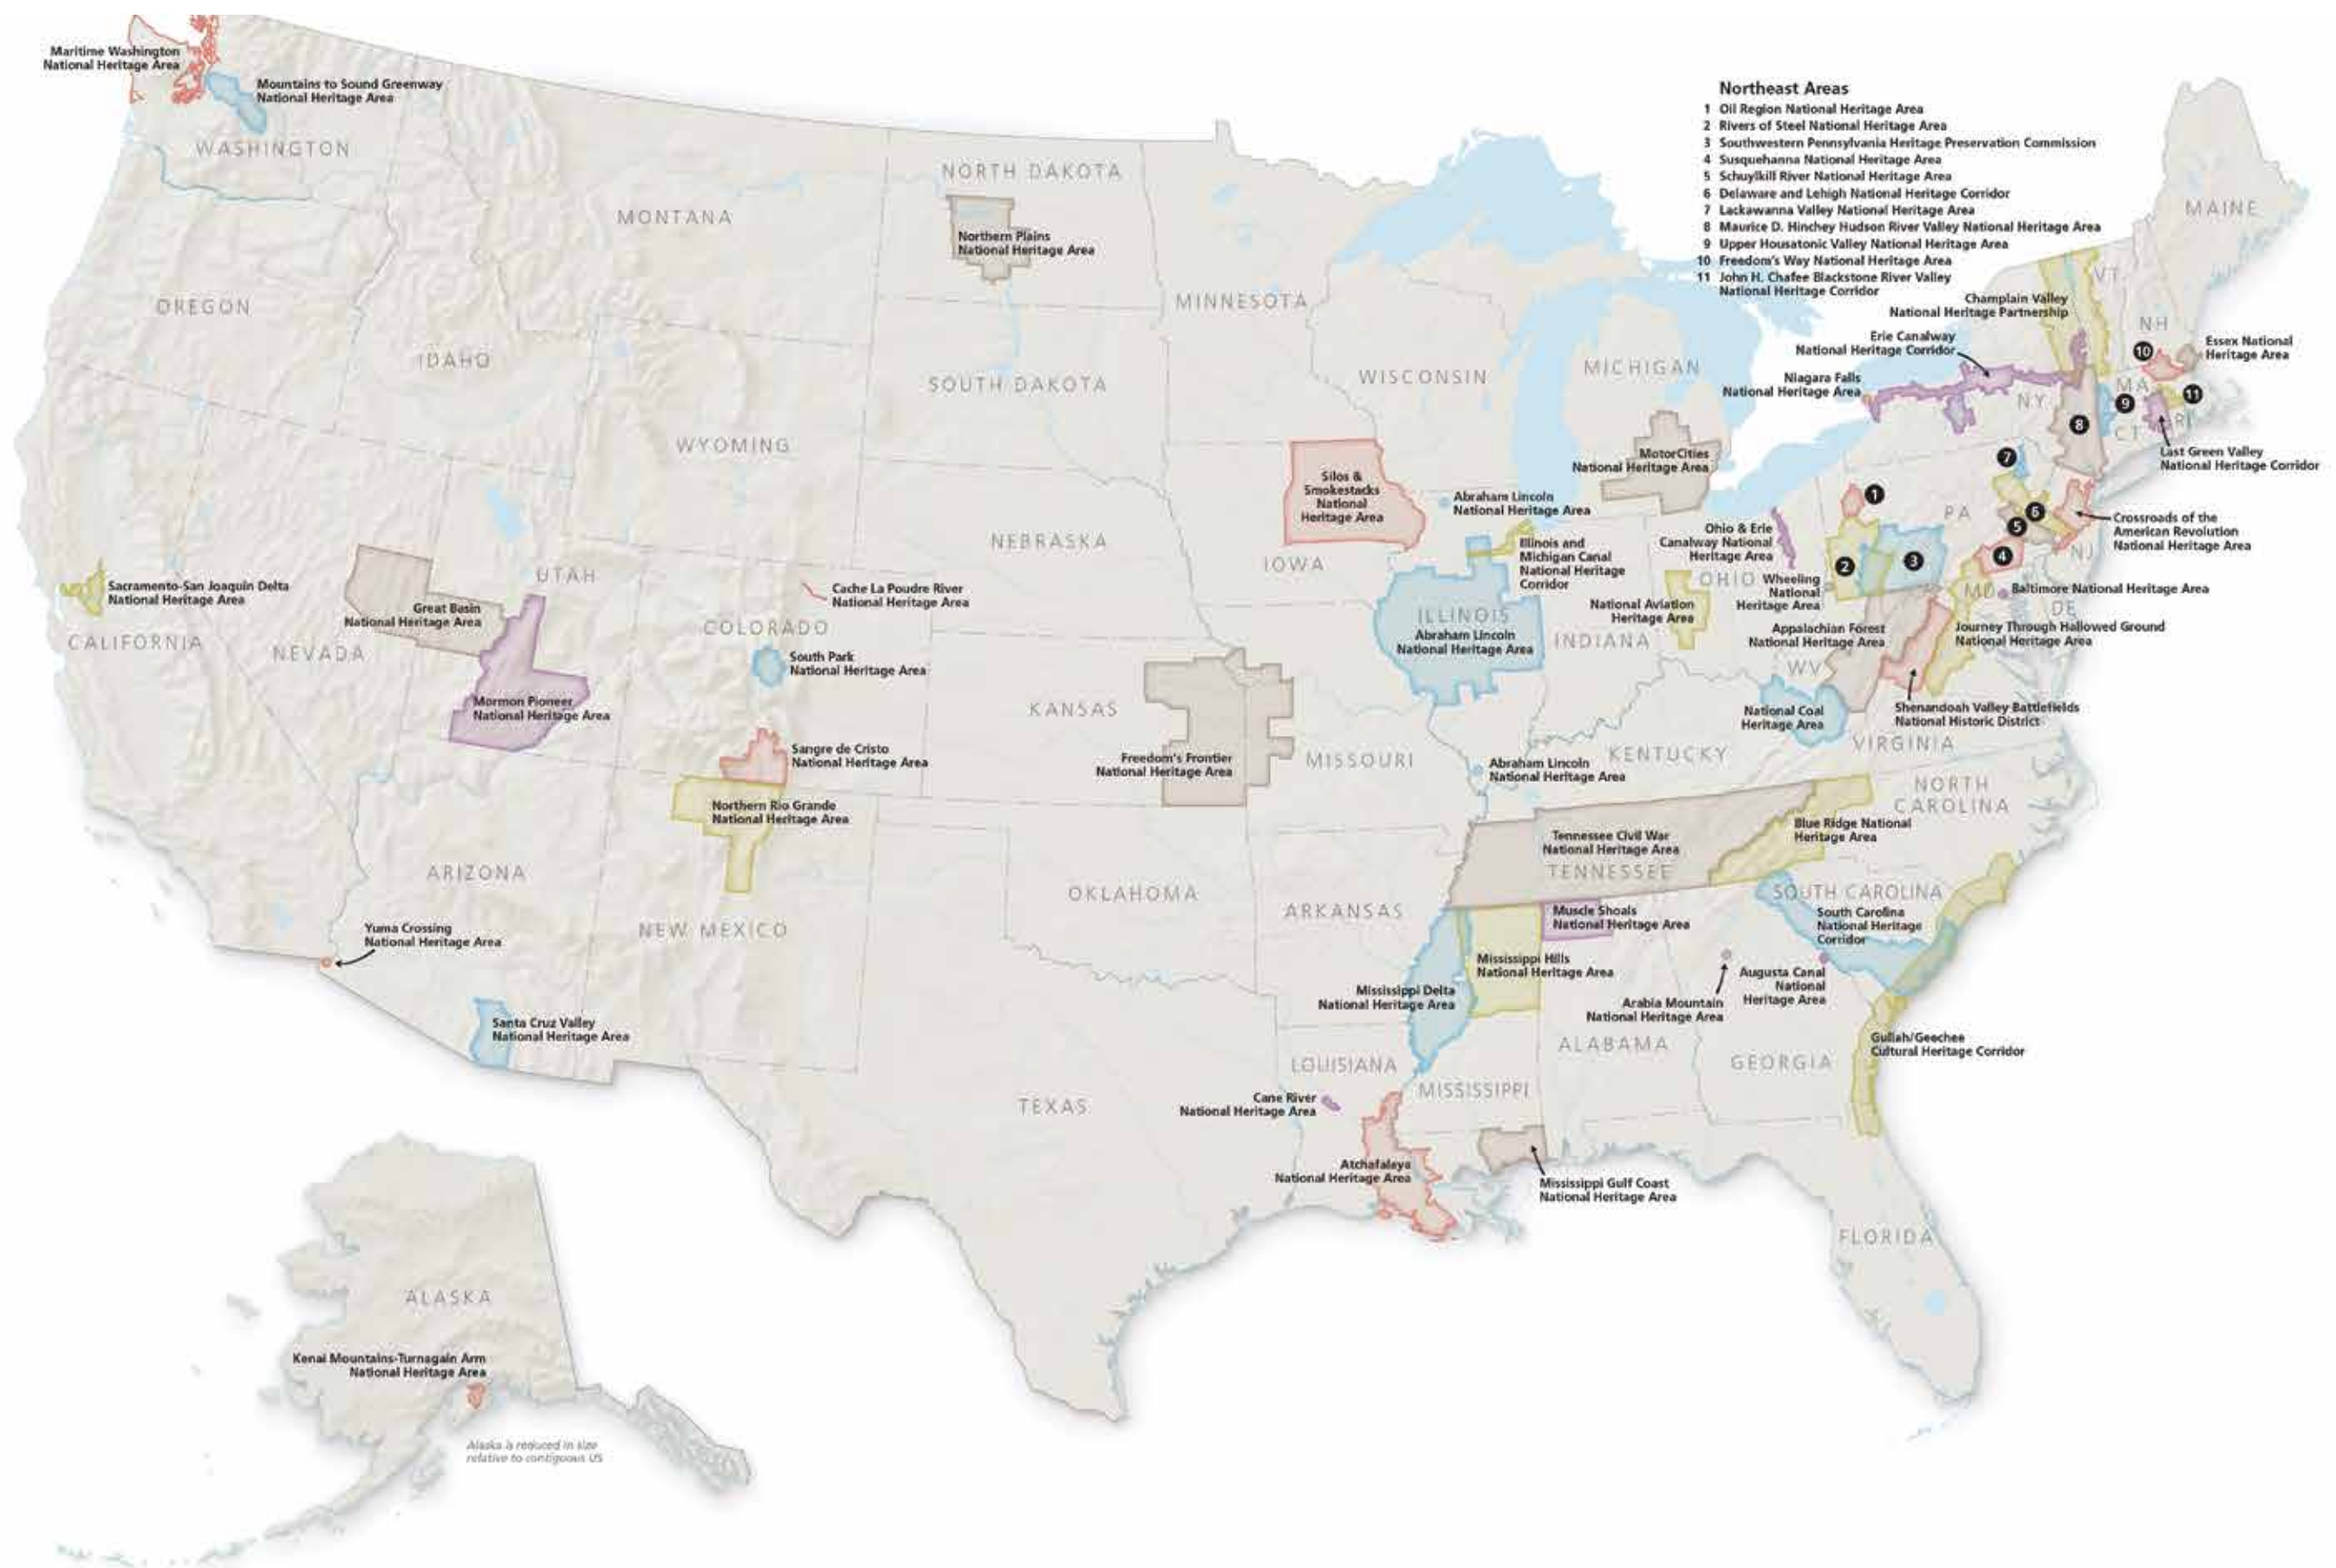 Maritime Washington
National Heritage Area
Mountains to Sound Greenway
National Heritage Area
WASHINGTON
OREGON
IDAHO
MONTANA
NORTH DAKOTA
Northern Plains
National Heritage Area
SOUTH DAKOTA
WYOMING
MINNESOTA
WISCONSIN
MICHIGAN
MotorCities
National Heritage Area
Northeast Areas
1 Oil Region National Heritage Area
2 Rivers of Steel National Heritage Area
3 Southwestern Pennsylvania Heritage Preservation Commission
4 Susquehanna National Heritage Area
5 Schuylkill River National Heritage Area
6 Delaware and Lehigh National Heritage Corridor
7 Lackawanna Valley National Heritage Area
8 Maurice D. Hinchey Hudson River Valley National Heritage Area
9 Upper Housatonic Valley National Heritage Area
10 Freedom's Way National Heritage Area
11 John H. Chafee Blackstone River Valley
National Heritage Corridor
MAINE
VT
NH
MA
CT
RI
NY
PA
NJ
MD
DE
Champlain Valley
National Heritage Partnership
Erie Canalway
National Heritage Corridor
Niagara Falls
National Heritage Area
Essex National
Heritage Area
10
11
9
8
7
6
5
4
3
2
1
Last Green Valley
National Heritage Corridor
Crossroads of the
American Revolution
National Heritage Area
Baltimore National Heritage Area
Journey Through Hallowed Ground
National Heritage Area
Shenandoah Valley Battlefields
National Historic District
Ohio & Erie
Canalway National
Heritage Area
OHIO
Wheeling
National
Heritage Area
National Aviation
Heritage Area
Appalachian Forest
National Heritage Area
WV
National Coal
Heritage Area
VIRGINIA
Silos &
Smokestacks
National
Heritage Area
IOWA
Abraham Lincoln
National Heritage Area
Illinois and
Michigan Canal
National Heritage
Corridor
ILLINOIS
Abraham Lincoln
National Heritage Area
INDIANA
KENTUCKY
Abraham Lincoln
National Heritage Area
NEBRASKA
KANSAS
Freedom's Frontier
National Heritage Area
MISSOURI
Sacramento-San Joaquin Delta
National Heritage Area
CALIFORNIA
NEVADA
Great Basin
National Heritage Area
UTAH
Mormon Pioneer
National Heritage Area
Cache La Poudre River
National Heritage Area
COLORADO
South Park
National Heritage Area
Sangre de Cristo
National Heritage Area
Northern Rio Grande
National Heritage Area
NEW MEXICO
ARIZONA
Yuma Crossing
National Heritage Area
Santa Cruz Valley
National Heritage Area
OKLAHOMA
TEXAS
ARKANSAS
LOUISIANA
Cane River
National Heritage Area
Atchafalaya
National Heritage Area
MISSISSIPPI
Mississippi Delta
National Heritage Area
Mississippi Hills
National Heritage Area
Mississippi Gulf Coast
National Heritage Area
Tennessee Civil War
National Heritage Area
TENNESSEE
Muscle Shoals
National Heritage Area
ALABAMA
Arabia Mountain
National Heritage Area
Augusta Canal
National
Heritage Area
GEORGIA
NORTH
CAROLINA
Blue Ridge National
Heritage Area
SOUTH CAROLINA
South Carolina
National Heritage
Corridor
Gullah/Geechee
Cultural Heritage Corridor
FLORIDA
ALASKA
Kenai Mountains-Turnagain Arm
National Heritage Area
Alaska is reduced in size
relative to contiguous US